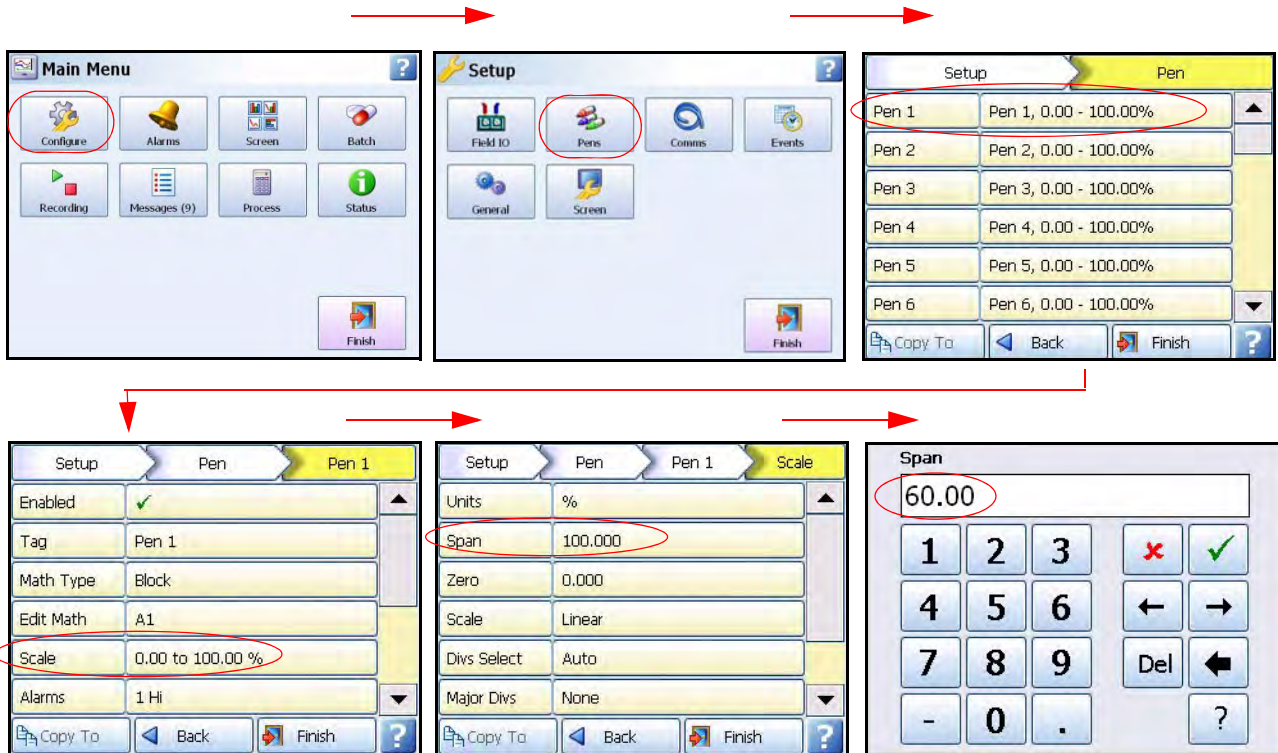 Main Menu
?
Configure
Alarms
Screen
Batch
Recording
Messages (9)
Process
Status
Finish
Setup
?
Field IO
Pens
Comms
Events
General
Screen
Finish
Setup Pen
Pen 1 Pen 1, 0.00 - 100.00%
Pen 2 Pen 2, 0.00 - 100.00%
Pen 3 Pen 3, 0.00 - 100.00%
Pen 4 Pen 4, 0.00 - 100.00%
Pen 5 Pen 5, 0.00 - 100.00%
Pen 6 Pen 6, 0.00 - 100.00%
Copy To Back Finish ?
Setup Pen Pen 1
Enabled
Tag Pen 1
Math Type Block
Edit Math A1
Scale 0.00 to 100.00 %
Alarms 1 Hi
Copy To Back Finish ?
Setup Pen Pen 1 Scale
Units %
Span 100.000
Zero 0.000
Scale Linear
Divs Select Auto
Major Divs None
Copy To Back Finish ?
Span
60.00
1 2 3
4 5 6
7 8 9 Del
- 0 . ?